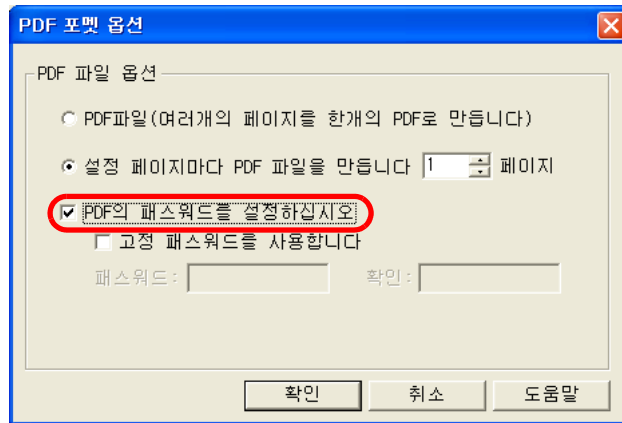 PDF 포멧 옵션
PDF 파일 옵션
PDF파일(여러개의 페이지를 한개의 PDF로 만듭니다)
설정 페이지마다 PDF 파일을 만듭니다 1 페이지
PDF의 패스워드를 설정하십시오
고정 패스워드를 사용합니다
패스워드: 확인:
확인 취소 도움말